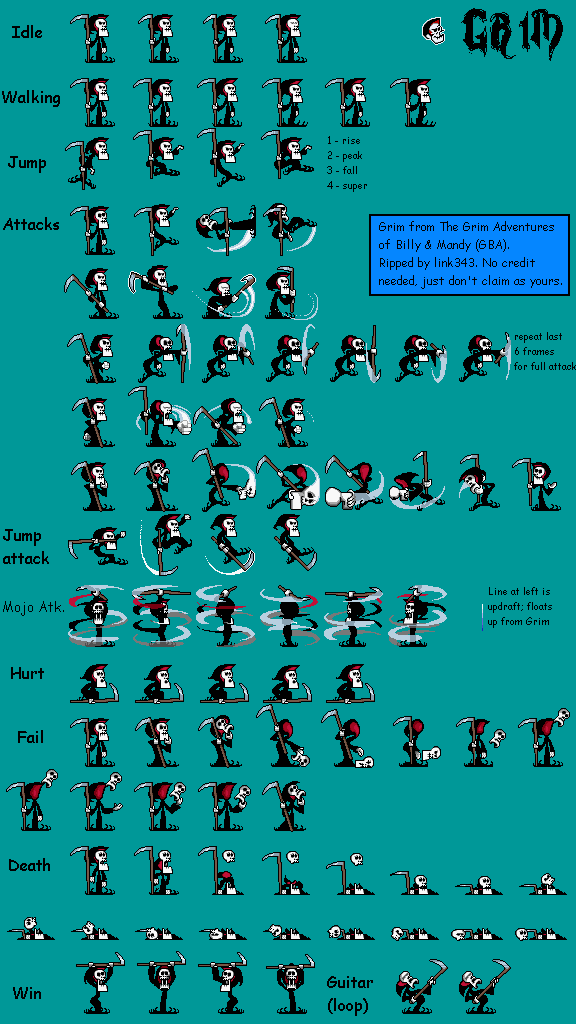 Idle
GRIM
Walking
Jump
1 - rise
2 - peak
3 - fall
4 - super
Attacks
Grim from The Grim Adventures
of Billy & Mandy (GBA).
Ripped by link343. No credit
needed, just don't claim as yours.
repeat last
6 frames
for full attack
Jump
attack
Mojo Atk.
Line at left is
updraft; floats
up from Grim
Hurt
Fail
Death
Win
Guitar
(loop)